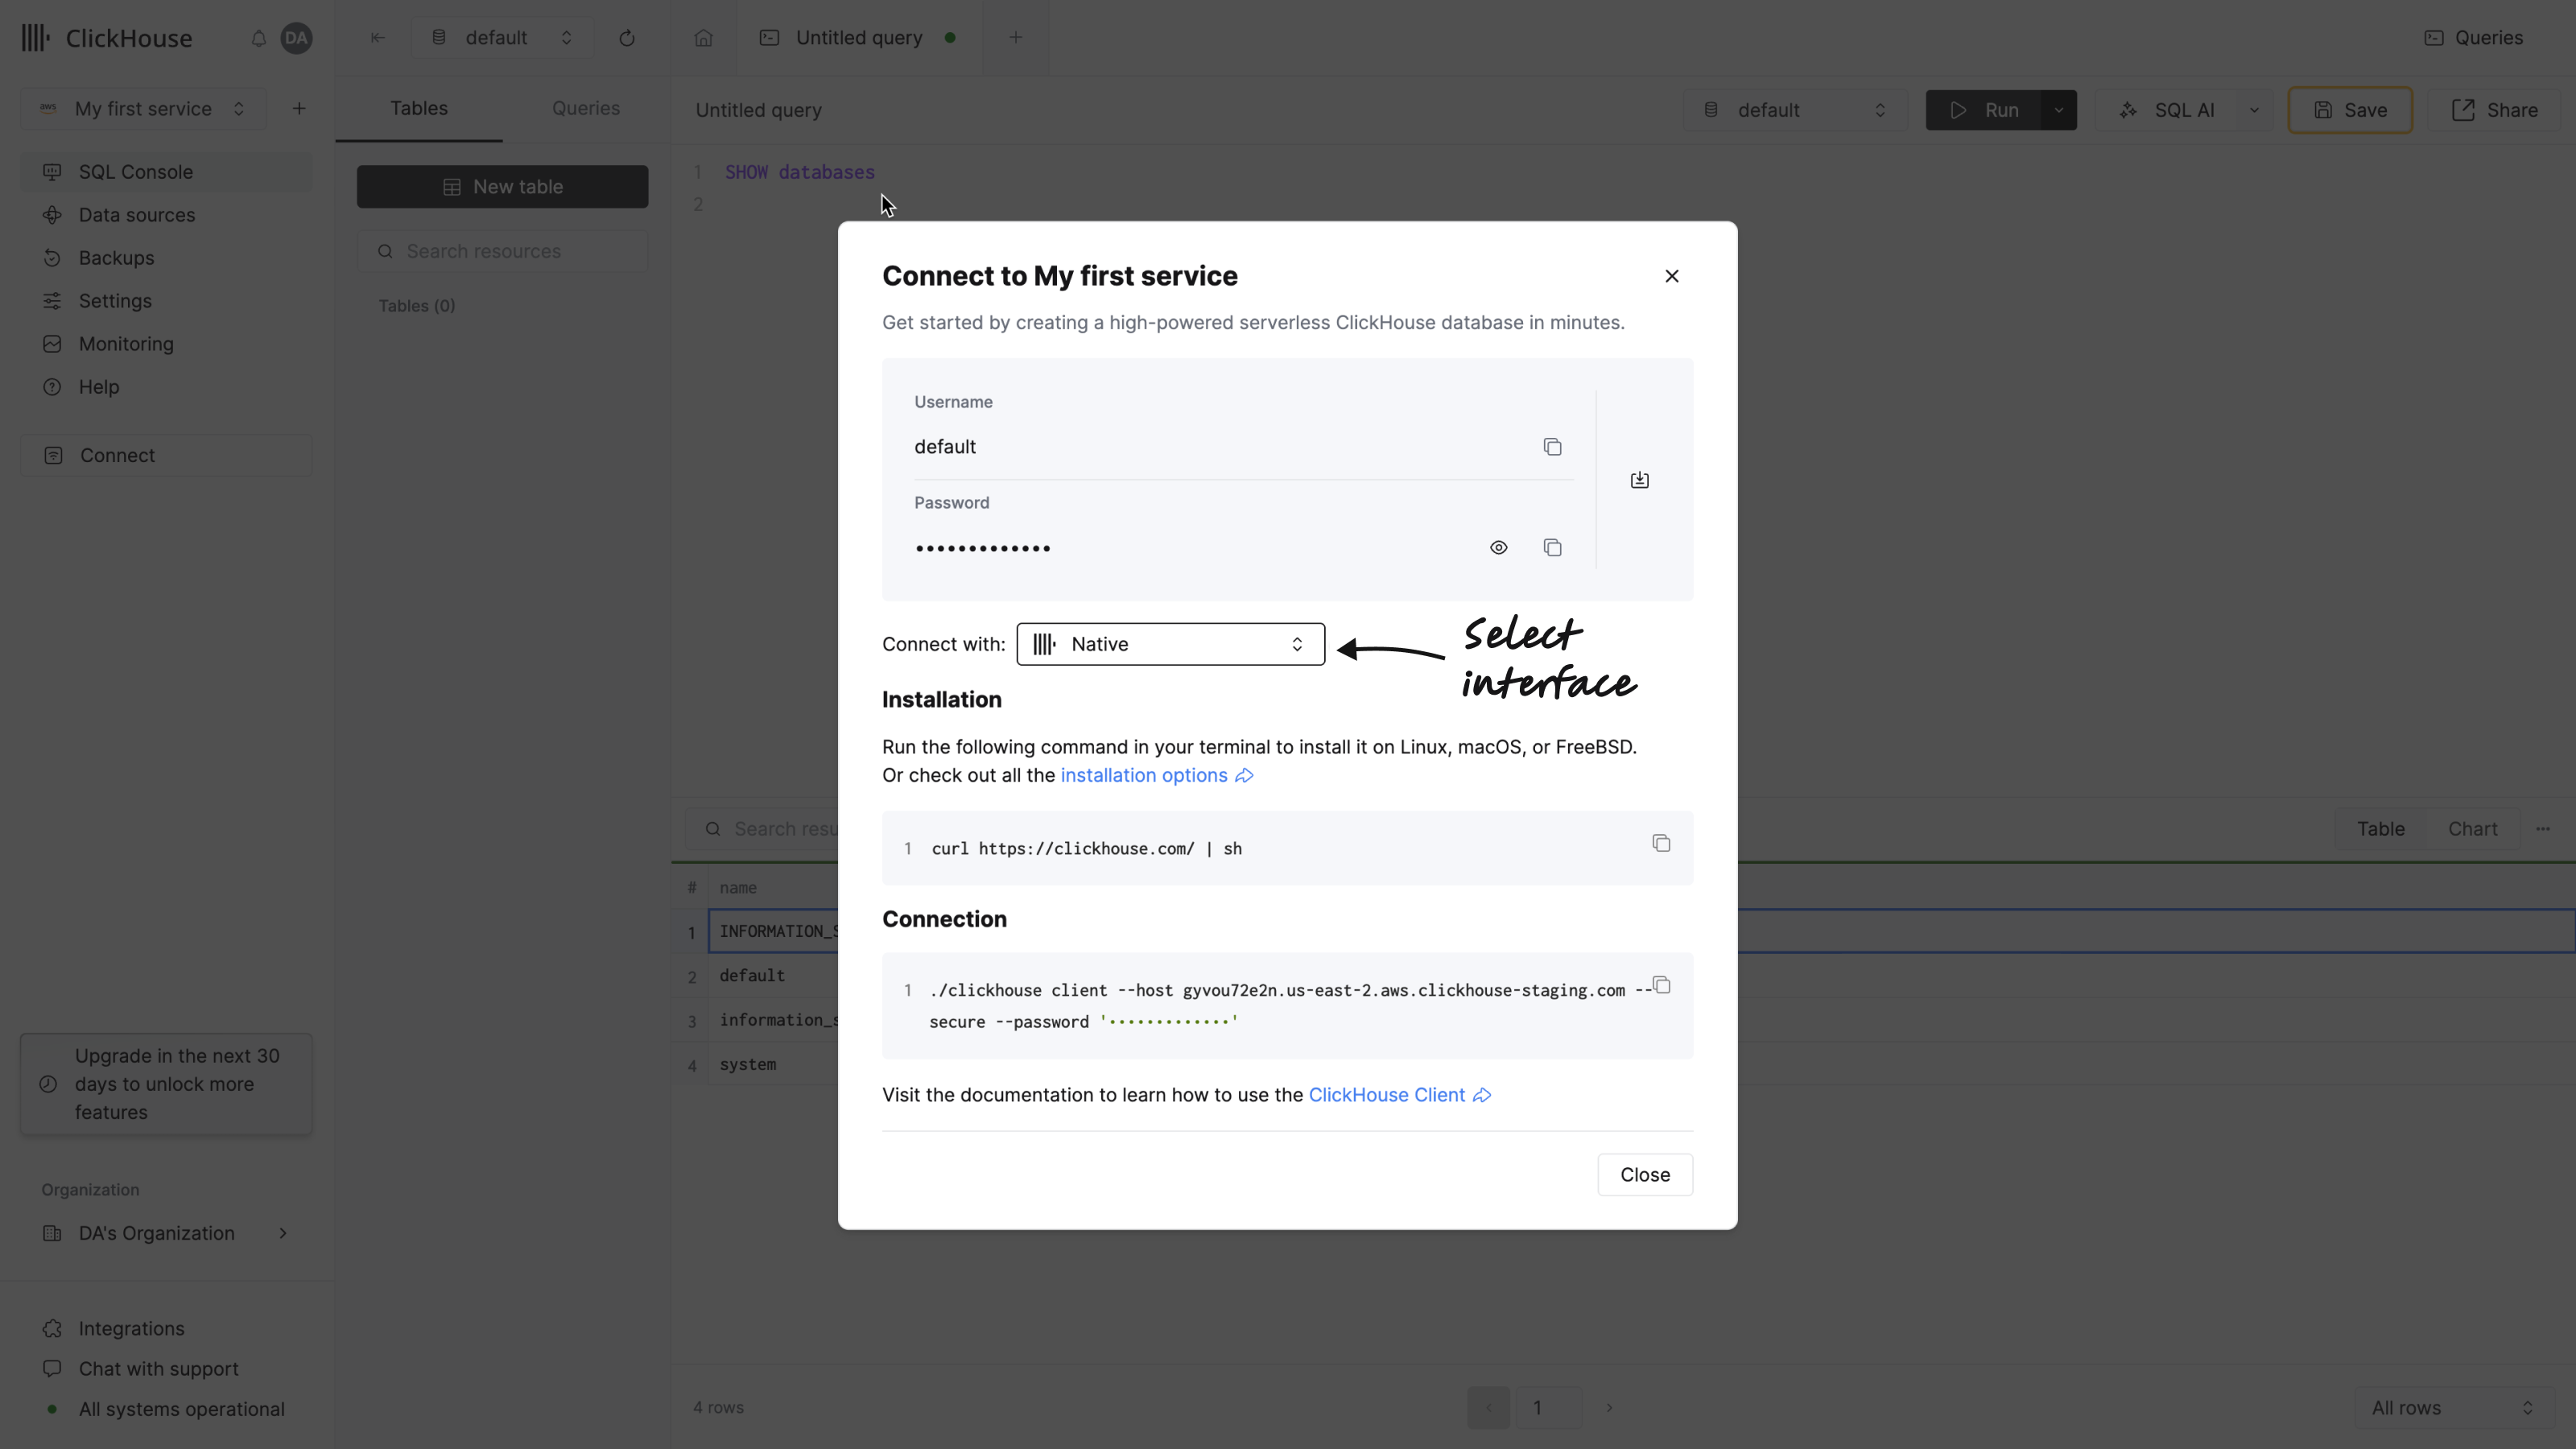 ClickHouse
DA
aws My first service
SQL Console
Data sources
Backups
Settings
Monitoring
Help
Connect
Upgrade in the next 30
days to unlock more
features
Organization
DA's Organization
Integrations
Chat with support
All systems operational
default
Tables
Queries
New table
Search resources
Tables (0)
Untitled query
Queries
Untitled query
default
Run
SQL AI
Save
Share
1 SHOW databases
2
Connect to My first service
Get started by creating a high-powered serverless ClickHouse database in minutes.
Username
default
Password
•••••••••••••
Connect with: Native
Select
interface
Installation
Run the following command in your terminal to install it on Linux, macOS, or FreeBSD.
Or check out all the installation options
1 curl https://clickhouse.com/ | sh
Connection
1 ./clickhouse client --host gyvou72e2n.us-east-2.aws.clickhouse-staging.com --
secure --password '•••••••••••••'
Visit the documentation to learn how to use the ClickHouse Client
Close
Search resu
Table
Chart
# name
1 INFORMATION_S
2 default
3 information_s
4 system
4 rows
1
All rows